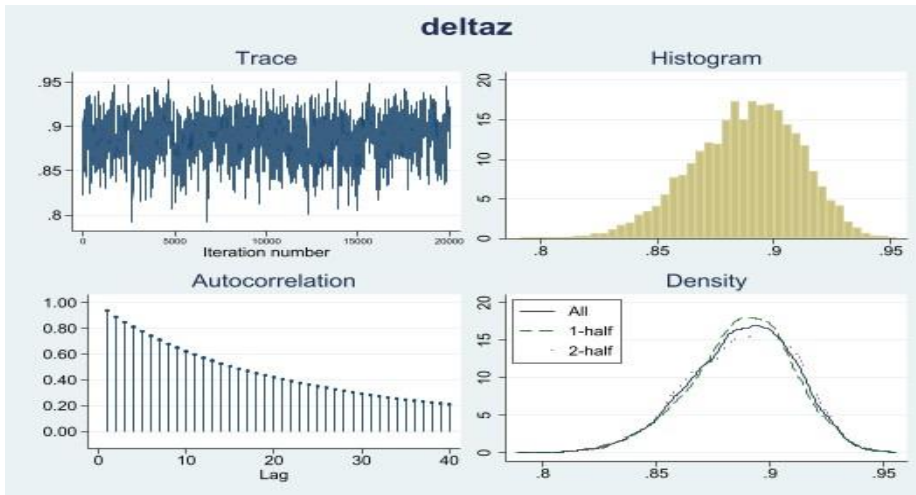 deltaz
Trace
.95
.9
.85
.8
0 5000 10000 15000 20000
Iteration number
Histogram
20
15
10
5
0
.8 .85 .9 .95
Autocorrelation
1.00
0.80
0.60
0.40
0.20
0.00
0 10 20 30 40
Lag
Density
20
15
10
5
0
All
1-half
2-half
.8 .85 .9 .95